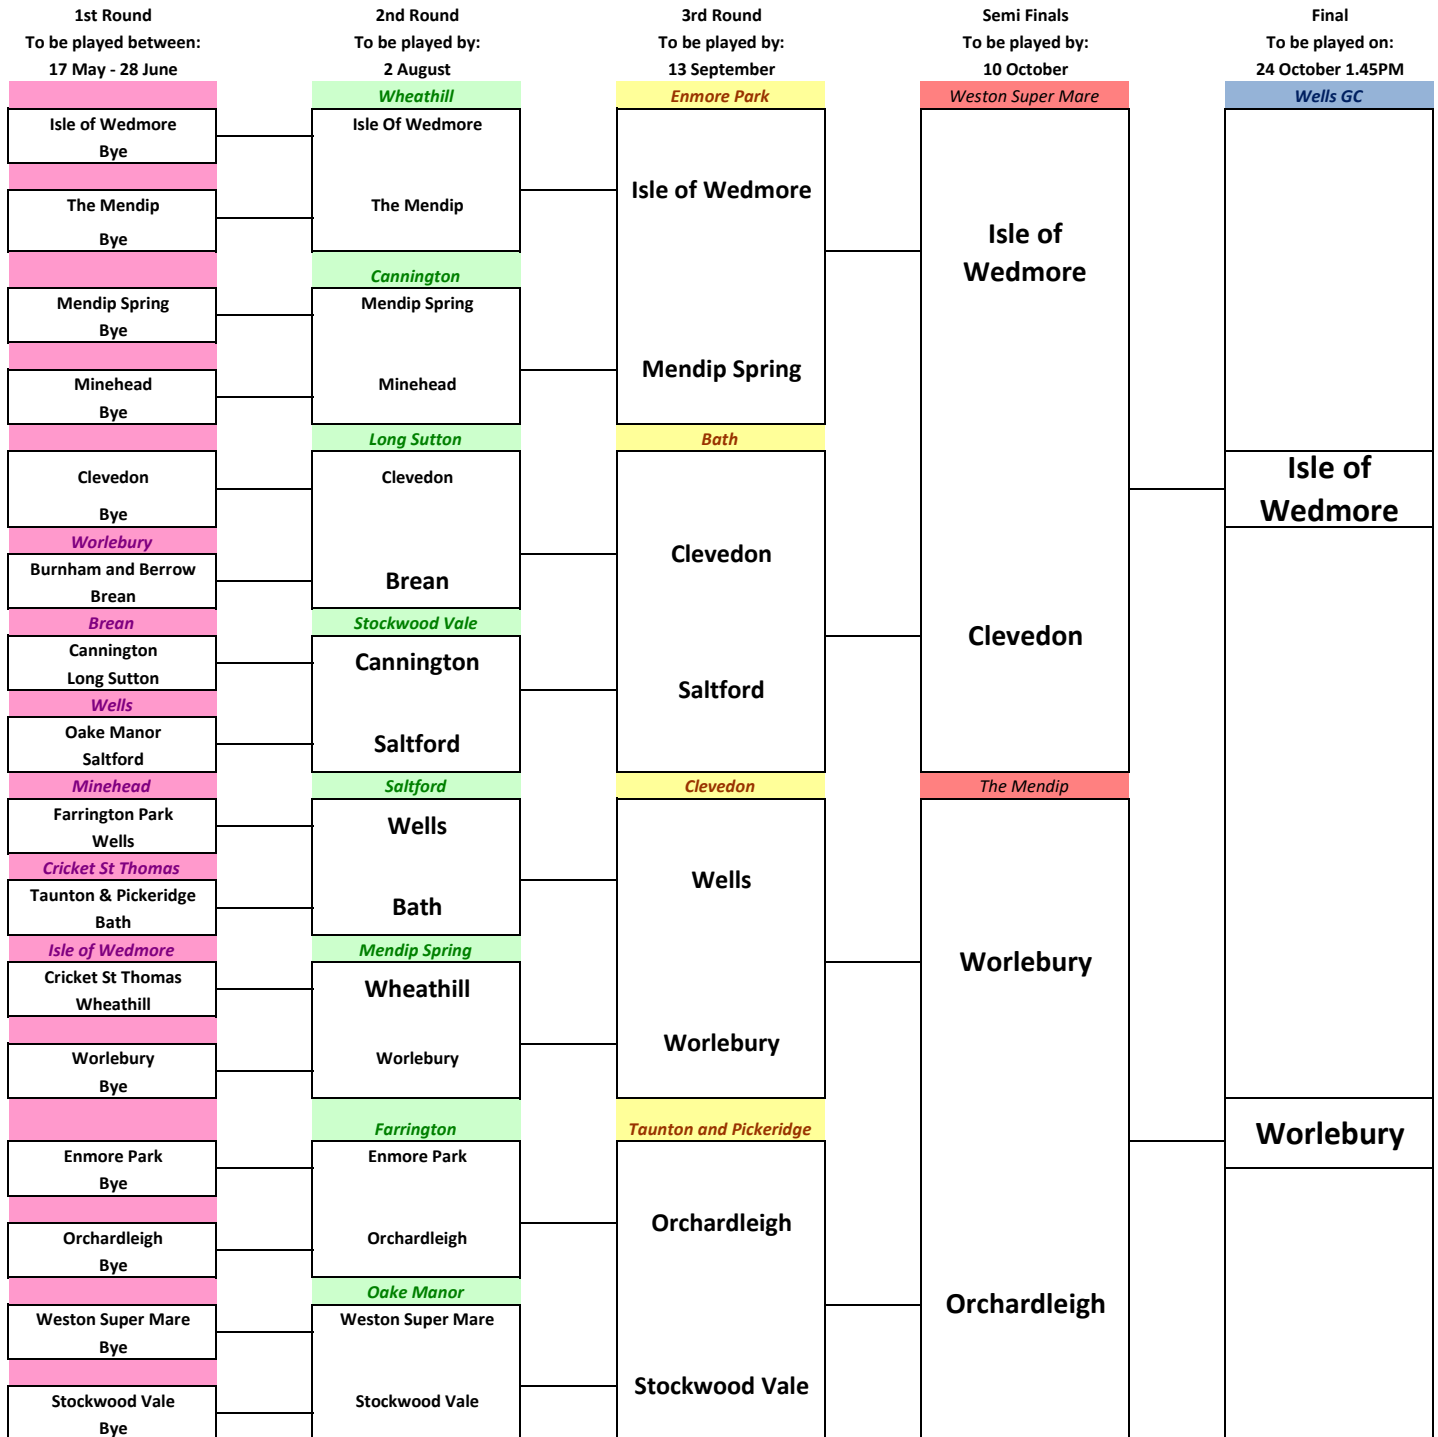 1st Round
To be played between:
17 May - 28 June
Isle of Wedmore
Bye
The Mendip
Bye
Mendip Spring
Bye
Minehead
Bye
Clevedon
Bye
Worlebury
Burnham and Berrow
Brean
Brean
Cannington
Long Sutton
Wells
Oake Manor
Saltford
Minehead
Farrington Park
Wells
Cricket St Thomas
Taunton & Pickeridge
Bath
Isle of Wedmore
Cricket St Thomas
Wheathill
Worlebury
Bye
Enmore Park
Bye
Orchardleigh
Bye
Weston Super Mare
Bye
Stockwood Vale
Bye
2nd Round
To be played by:
2 August
Wheathill
Isle Of Wedmore
The Mendip
Cannington
Mendip Spring
Minehead
Long Sutton
Clevedon
Brean
Stockwood Vale
Cannington
Saltford
Saltford
Wells
Bath
Mendip Spring
Wheathill
Worlebury
Farrington
Enmore Park
Orchardleigh
Oake Manor
Weston Super Mare
Stockwood Vale
3rd Round
To be played by:
13 September
Enmore Park
Isle of Wedmore
Mendip Spring
Bath
Clevedon
Saltford
Clevedon
Wells
Worlebury
Taunton and Pickeridge
Orchardleigh
Stockwood Vale
Semi Finals
To be played by:
10 October
Weston Super Mare
Isle of
Wedmore
Clevedon
The Mendip
Worlebury
Orchardleigh
Final
To be played on:
24 October 1.45PM
Wells GC
Isle of
Wedmore
Worlebury